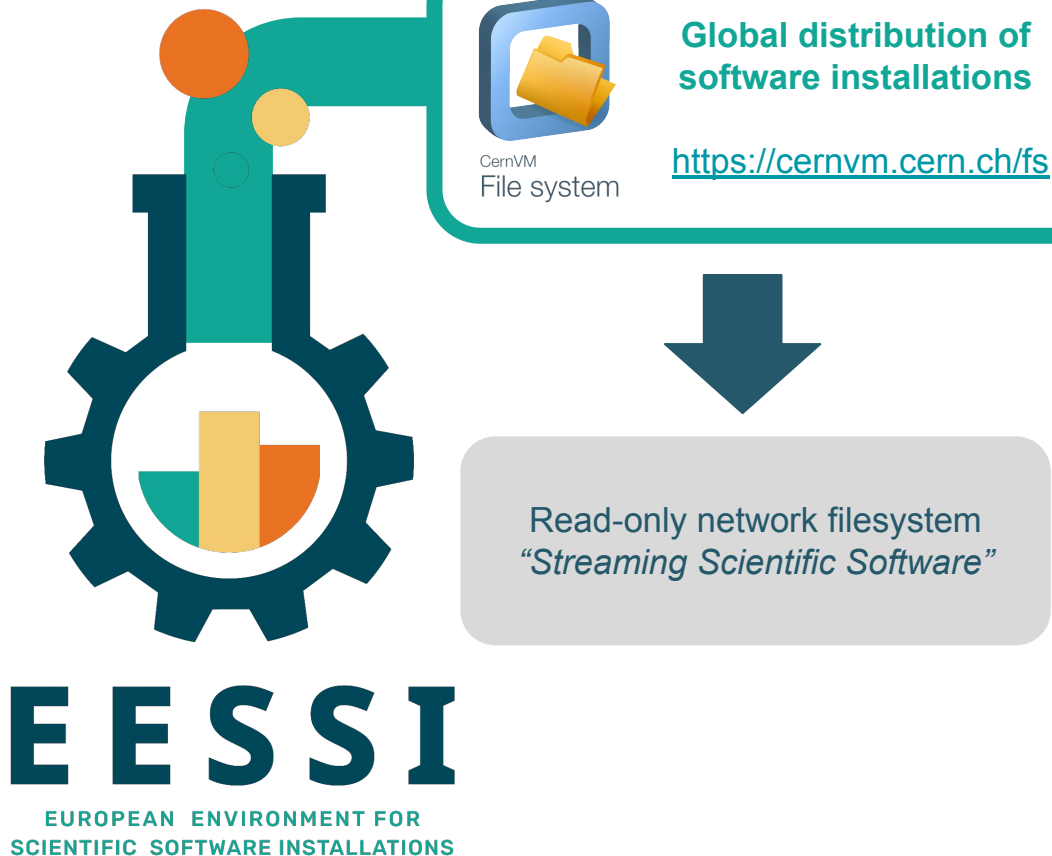 Global distribution of
software installations
https://cernvm.cern.ch/fs
CernVM
File system
Read-only network filesystem
“Streaming Scientific Software”
EESSI
EUROPEAN ENVIRONMENT FOR
SCIENTIFIC SOFTWARE INSTALLATIONS